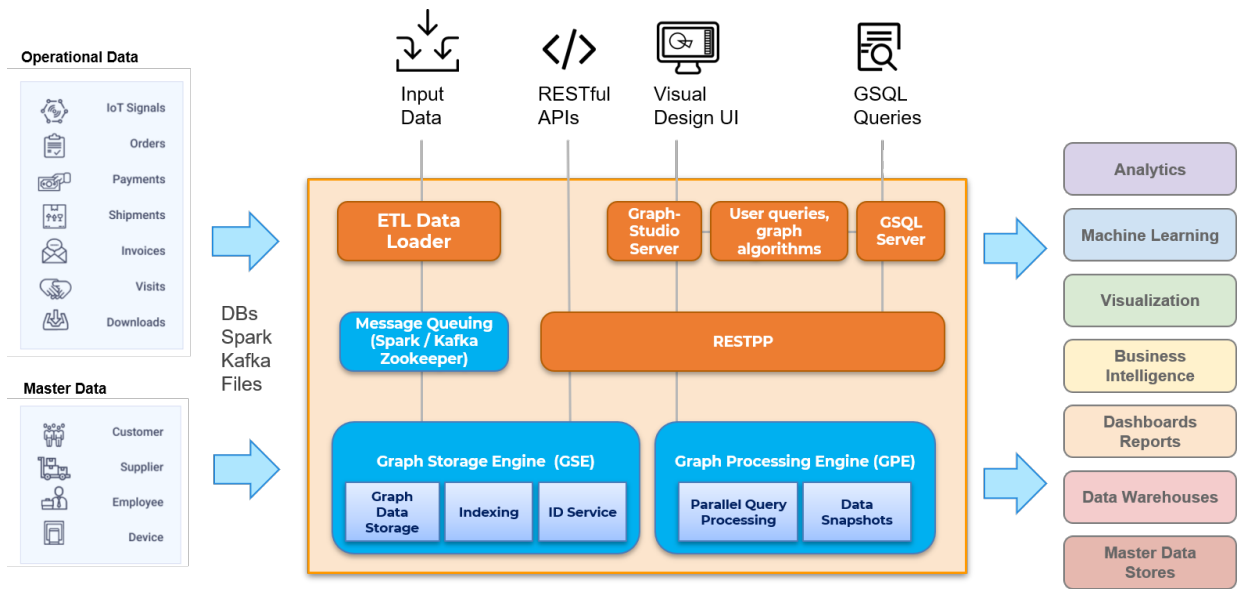 Operational Data
IoT Signals
Orders
Payments
Shipments
Invoices
Visits
Downloads
Master Data
Customer
Supplier
Employee
Device
DBs
Spark
Kafka
Files
Input
Data
RESTful
APIs
Visual
Design UI
GSQL
Queries
ETL Data
Loader
Graph-
Studio
Server
User queries,
graph
algorithms
GSQL
Server
Message Queuing
(Spark / Kafka
Zookeeper)
RESTPP
Graph Storage Engine (GSE)
Graph
Data
Storage
Indexing
ID Service
Graph Processing Engine (GPE)
Parallel Query
Processing
Data
Snapshots
Analytics
Machine Learning
Visualization
Business
Intelligence
Dashboards
Reports
Data Warehouses
Master Data
Stores